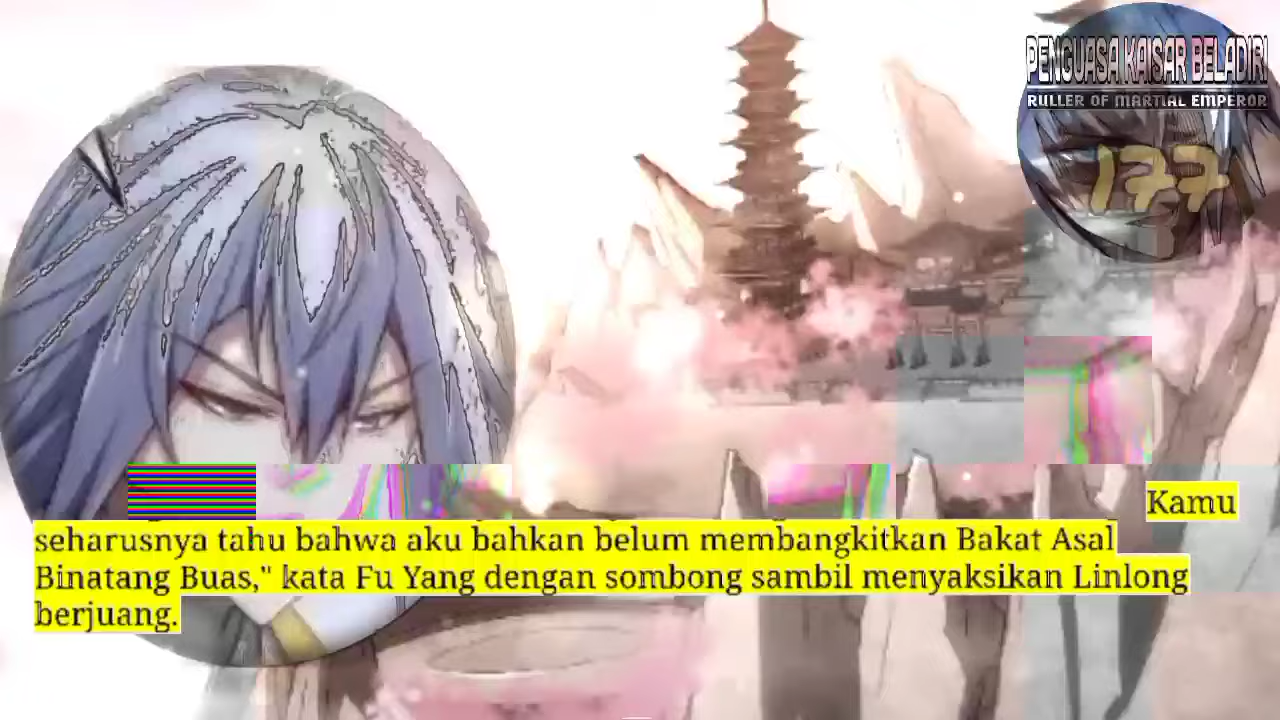 PENGUASA KAISAR BELADIRI
RULLER OF MARTIAL EMPEROR
177
Kamu
seharusnya tahu bahwa aku bahkan belum membangkitkan Bakat Asal
Binatang Buas," kata Fu Yang dengan sombong sambil menyaksikan Linlong
berjuang.